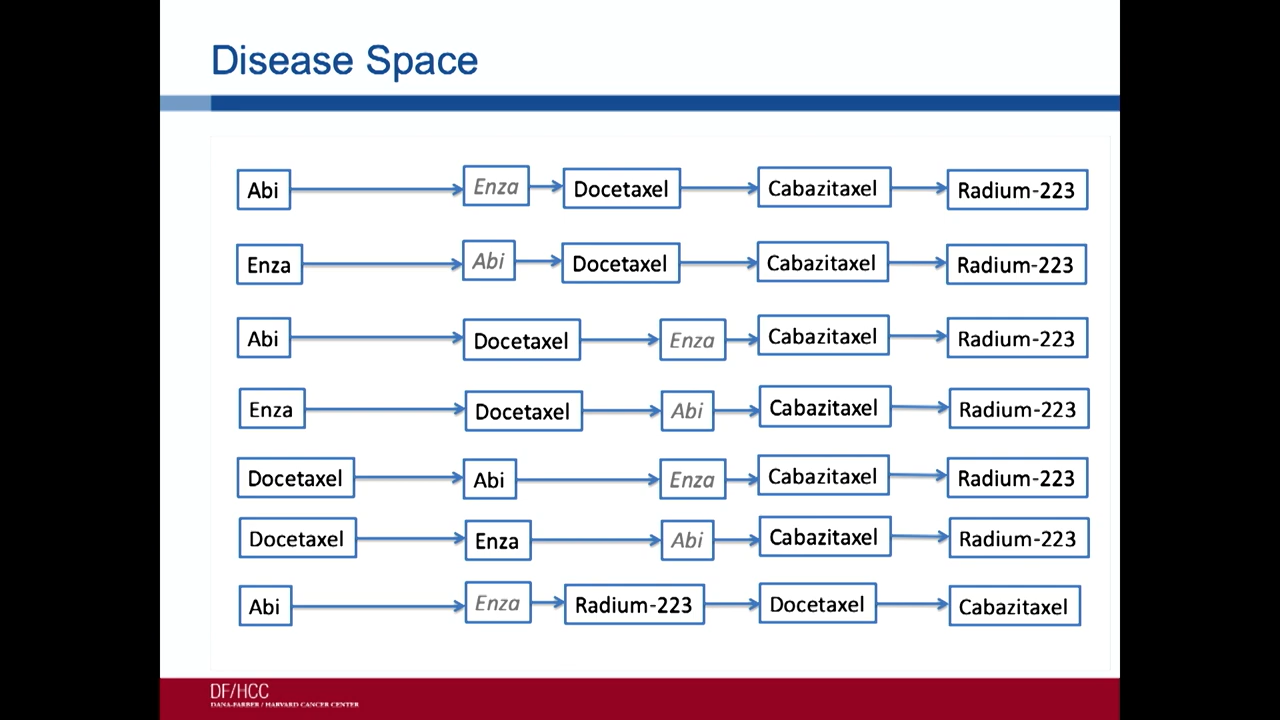 Disease Space
Abi Enza Docetaxel Cabazitaxel Radium-223
Enza Abi Docetaxel Cabazitaxel Radium-223
Abi Docetaxel Enza Cabazitaxel Radium-223
Enza Docetaxel Abi Cabazitaxel Radium-223
Docetaxel Abi Enza Cabazitaxel Radium-223
Docetaxel Enza Abi Cabazitaxel Radium-223
Abi Enza Radium-223 Docetaxel Cabazitaxel
DF/HCC
DANA-FARBER / HARVARD CANCER CENTER